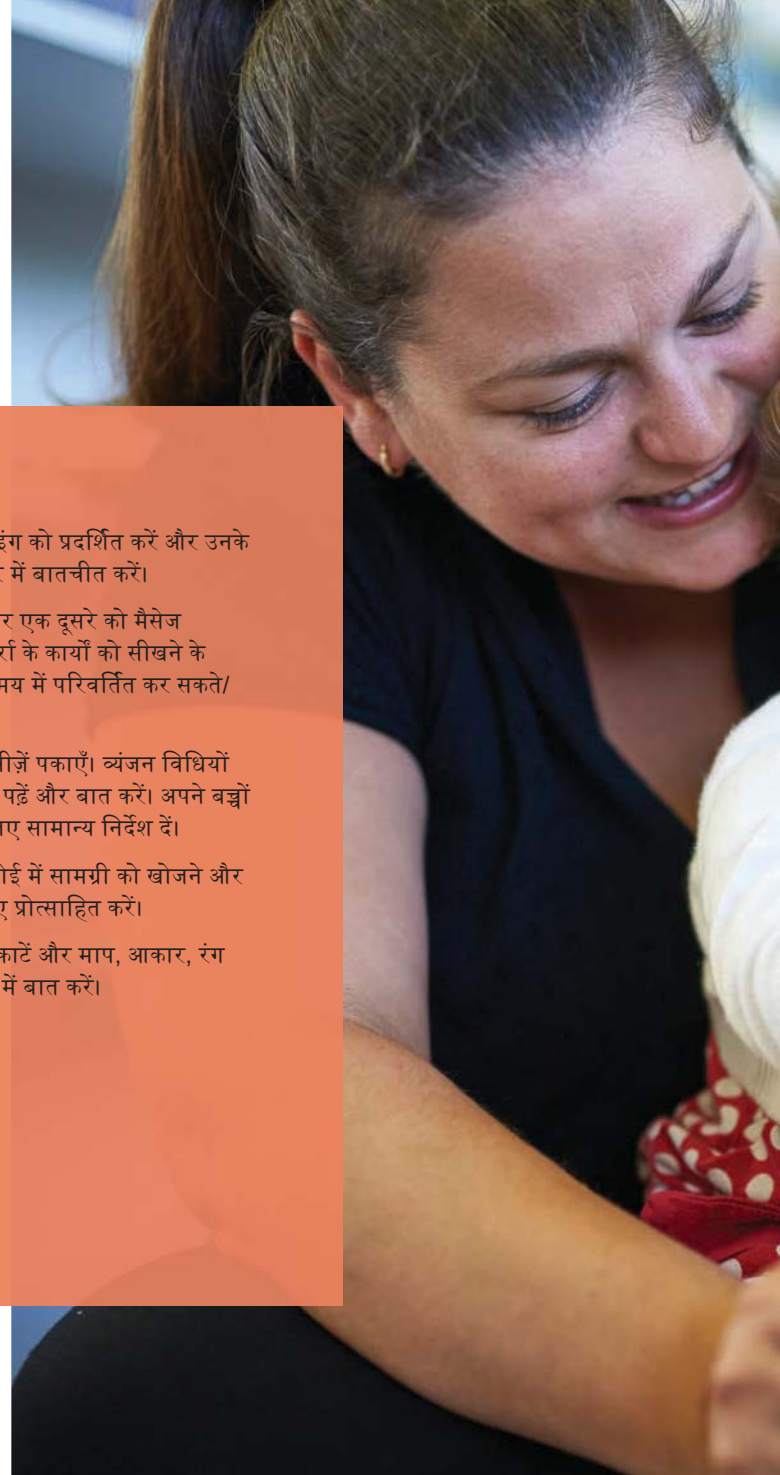 इंग को प्रदर्शित करें और उनके
में बातचीत करें।
र एक दूसरे को मैसेज
र्रा के कार्यों को सीखने के
मय में परिवर्तित कर सकते/
ीज़ें पकाएँ। व्यंजन विधियों
पढ़ें और बात करें। अपने बच्चों
ाए सामान्य निर्देश दें।
ोई में सामग्री को खोजने और
ए प्रोत्साहित करें।
काटें और माप, आकार, रंग
में बात करें।